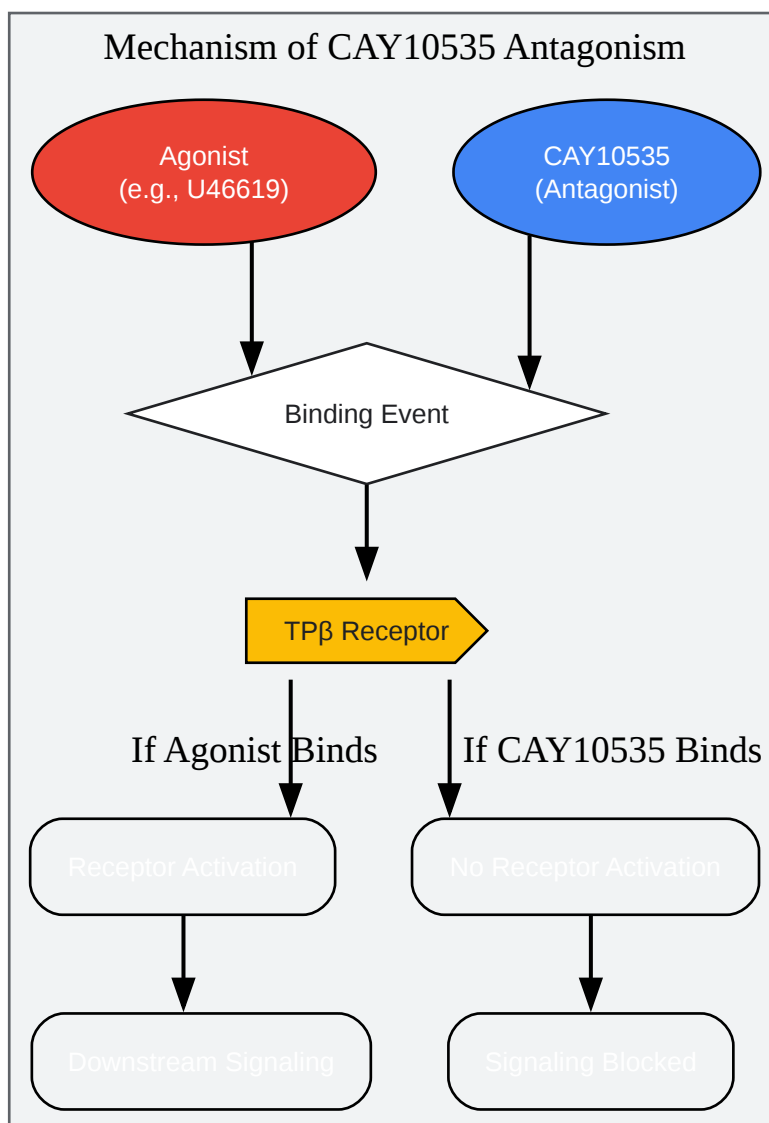 Mechanism of CAY10535 Antagonism
Agonist
(e.g., U46619)
CAY10535
(Antagonist)
Binding Event
TPβ Receptor
If Agonist Binds
If CAY10535 Binds
Receptor Activation
No Receptor Activation
Downstream Signaling
Signaling Blocked